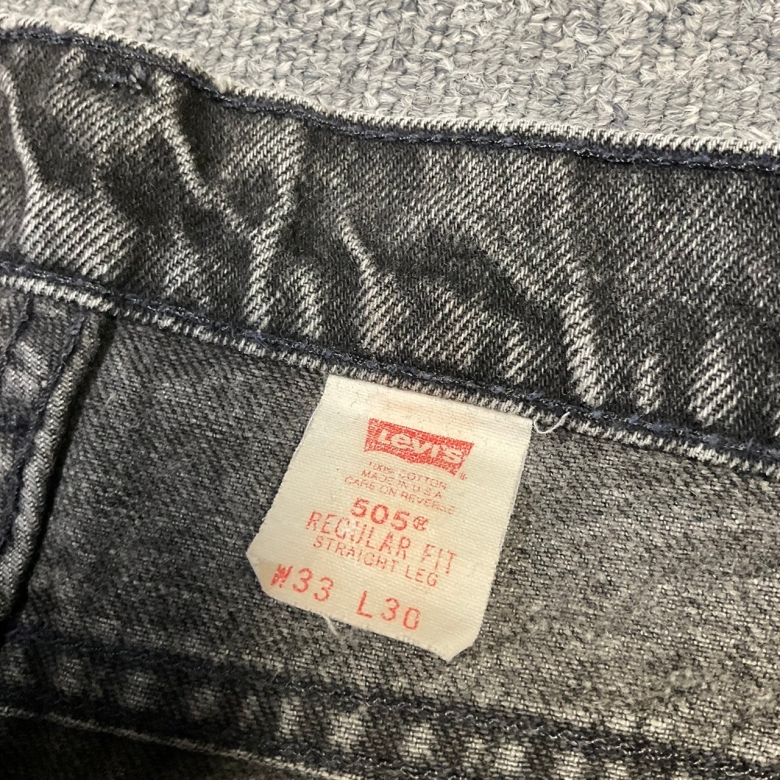 Levi's®
100% COTTON
MADE IN U S A
CARE ON REVERSE
505®
REGULAR FIT
STRAIGHT LEG
W33 L30